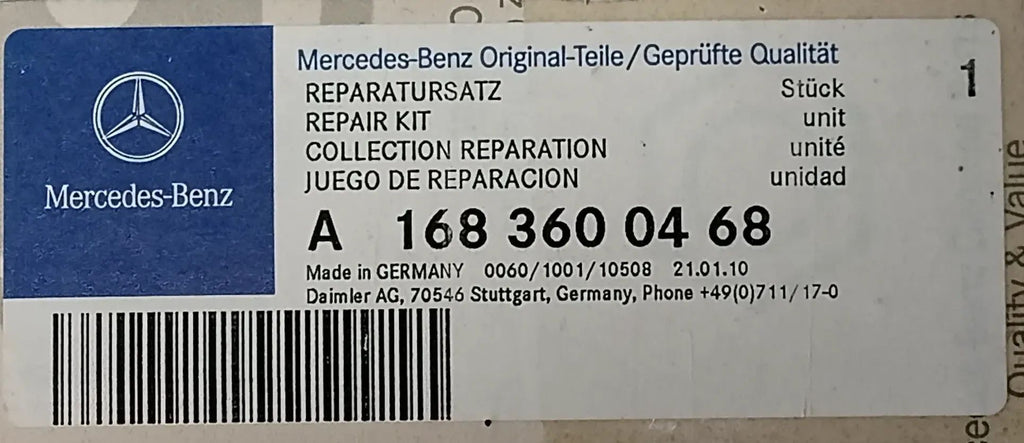 Mercedes-Benz
Mercedes-Benz Original-Teile/Geprüfte Qualität
REPARATURSATZ Stück 1
REPAIR KIT unit
COLLECTION REPARATION unité
JUEGO DE REPARACION unidad
A 168 360 04 68
Made in GERMANY 0060/1001/10508 21.01.10
Daimler AG, 70546 Stuttgart, Germany, Phone +49(0)711/17-0
Quality & Value